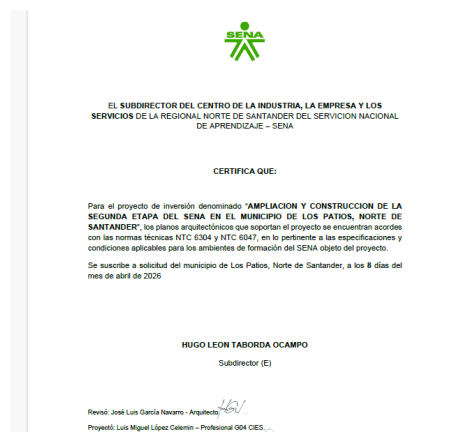 SENA
EL SUBDIRECTOR DEL CENTRO DE LA INDUSTRIA, LA EMPRESA Y LOS
SERVICIOS DE LA REGIONAL NORTE DE SANTANDER DEL SERVICION NACIONAL
DE APRENDIZAJE – SENA
CERTIFICA QUE:
Para el proyecto de inversión denominado “AMPLIACION Y CONSTRUCCION DE LA
SEGUNDA ETAPA DEL SENA EN EL MUNICIPIO DE LOS PATIOS, NORTE DE
SANTANDER”, los planos arquitectónicos que soportan el proyecto se encuentran acordes
con las normas técnicas NTC 6304 y NTC 6047, en lo pertinente a las especificaciones y
condiciones aplicables para los ambientes de formación del SENA objeto del proyecto.
Se suscribe a solicitud del municipio de Los Patios, Norte de Santander, a los 8 días del
mes de abril de 2026
HUGO LEON TABORDA OCAMPO
Subdirector (E)
Revisó: José Luis García Navarro - Arquitecto
Proyectó: Luis Miguel López Celemin – Profesional G04 CIES.